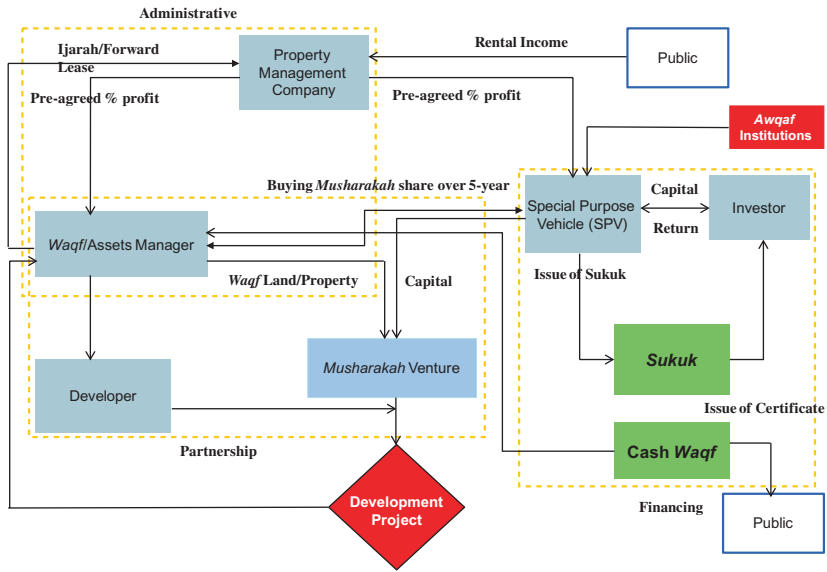 Administrative
Ijarah/Forward
Lease
Property
Management
Company
Rental Income
Public
Pre-agreed % profit
Pre-agreed % profit
Awqaf
Institutions
Buying Musharakah share over 5-year
Special Purpose
Vehicle (SPV)
Capital
Return
Investor
Waqf/Assets Manager
Waqf Land/Property
Capital
Issue of Sukuk
Developer
Musharakah Venture
Sukuk
Issue of Certificate
Partnership
Cash Waqf
Development
Project
Financing
Public